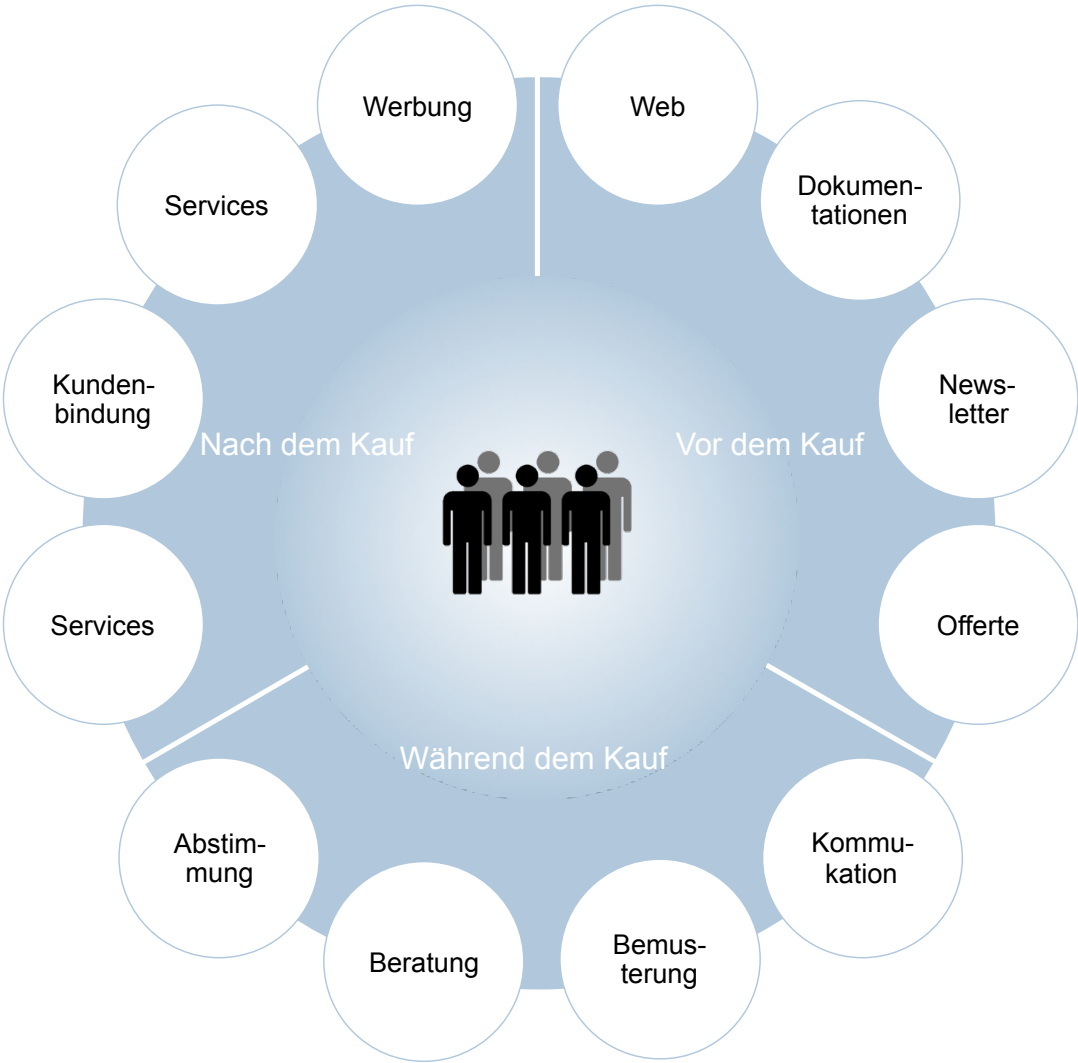 Werbung
Web
Dokumen-
tationen
Services
News-
letter
Kunden-
bindung
Nach dem Kauf
Vor dem Kauf
Services
Offerte
Während dem Kauf
Abstim-
mung
Kommu-
kation
Beratung
Bemus-
terung